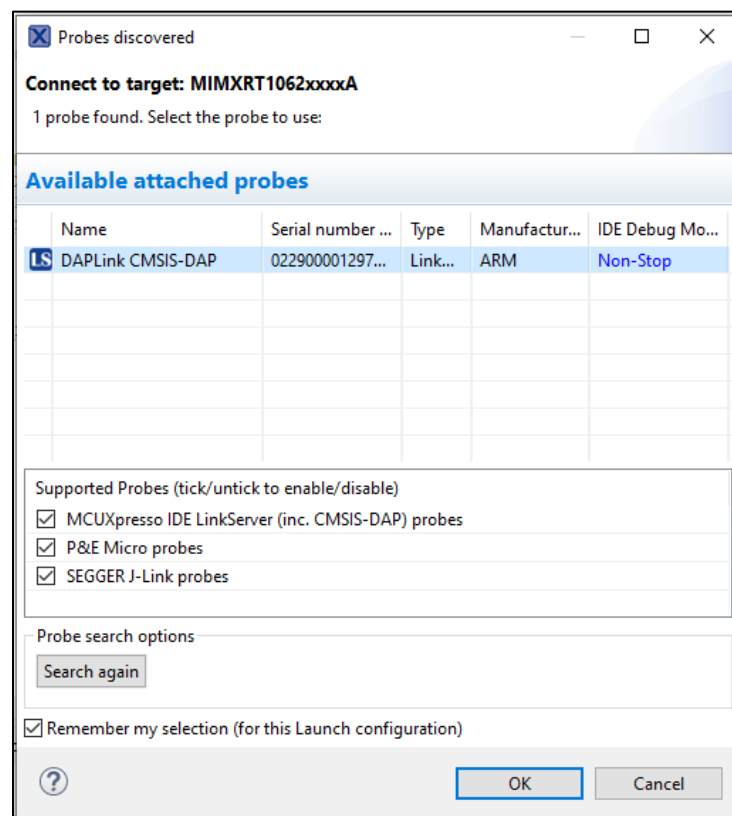 Probes discovered
Connect to target: MIMXRT1062xxxxA
1 probe found. Select the probe to use:
Available attached probes
Name Serial number ... Type Manufactur... IDE Debug Mo...
LS DAPLink CMSIS-DAP 022900001297... Link... ARM Non-Stop
Supported Probes (tick/untick to enable/disable)
MCUXpresso IDE LinkServer (inc. CMSIS-DAP) probes
P&E Micro probes
SEGGER J-Link probes
Probe search options
Search again
Remember my selection (for this Launch configuration)
? OK Cancel